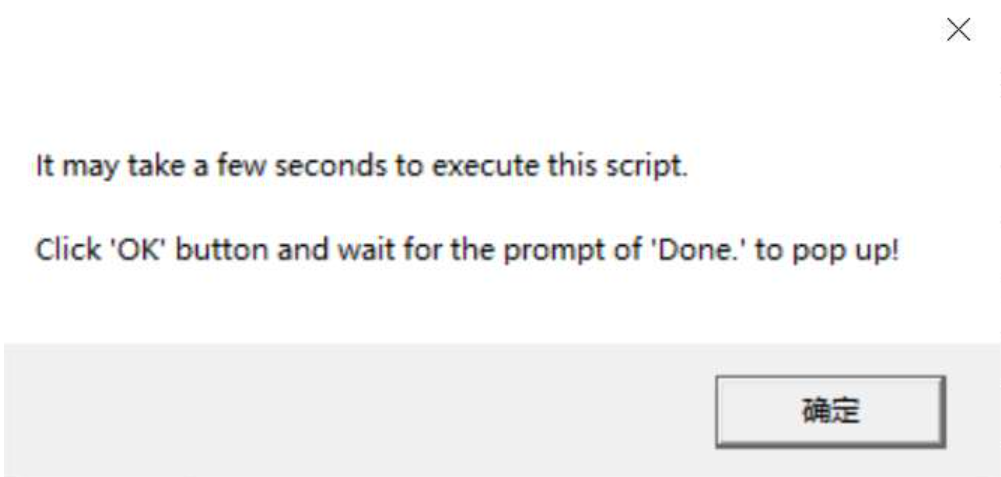 It may take a few seconds to execute this script.
Click 'OK' button and wait for the prompt of 'Done.' to pop up!
确定